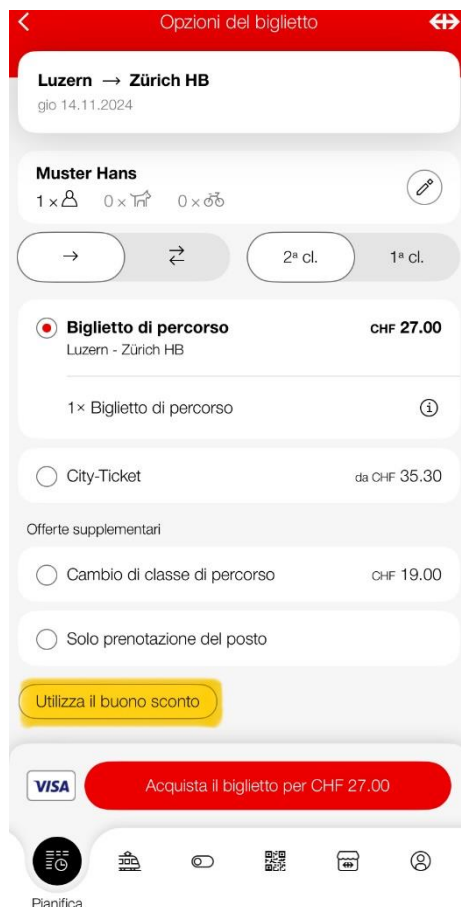 Opzioni del biglietto
Luzern → Zürich HB
gio 14.11.2024
Muster Hans
1 × 0 × 0 ×
→ ⇄ 2ª cl. 1ª cl.
Biglietto di percorso CHF 27.00
Luzern - Zürich HB
1× Biglietto di percorso
City-Ticket da CHF 35.30
Offerte supplementari
Cambio di classe di percorso CHF 19.00
Solo prenotazione del posto
Utilizza il buono sconto
VISA Acquista il biglietto per CHF 27.00
Pianifica